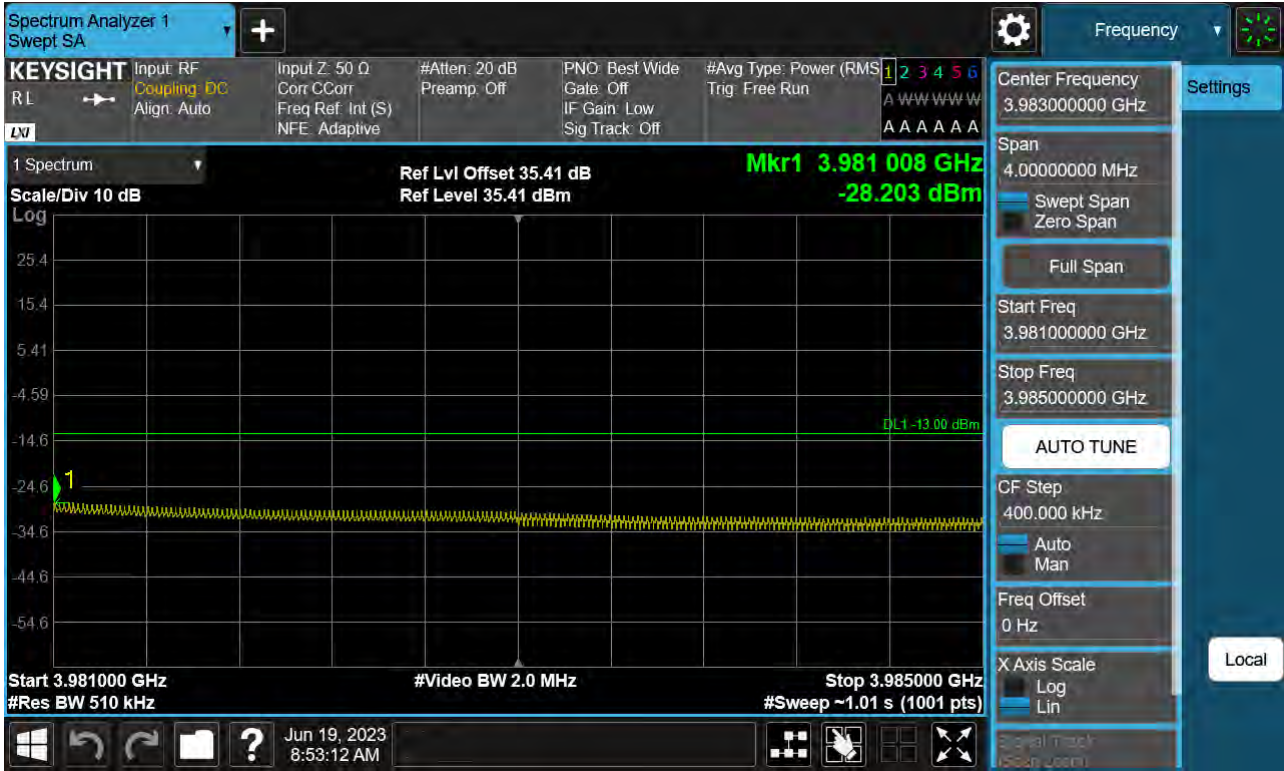 Spectrum Analyzer 1
Swept SA
Frequency
KEYSIGHT
RL
LXI
Input: RF
Coupling: DC
Align: Auto
Input Z: 50 Ω
Corr CCorr
Freq Ref: Int (S)
NFE: Adaptive
#Atten: 20 dB
Preamp: Off
PNO: Best Wide
Gate: Off
IF Gain: Low
Sig Track: Off
#Avg Type: Power (RMS
Trig: Free Run
1 2 3 4 5 6
A W W W W W
A A A A A A
1 Spectrum
Scale/Div 10 dB
Log
Ref Lvl Offset 35.41 dB
Ref Level 35.41 dBm
Mkr1 3.981 008 GHz
-28.203 dBm
25.4
15.4
5.41
-4.59
DL1 -13.00 dBm
-14.6
-24.6
1
-34.6
-44.6
-54.6
Start 3.981000 GHz
#Res BW 510 kHz
#Video BW 2.0 MHz
Stop 3.985000 GHz
#Sweep ~1.01 s (1001 pts)
Center Frequency
3.983000000 GHz
Settings
Span
4.00000000 MHz
Swept Span
Zero Span
Full Span
Start Freq
3.981000000 GHz
Stop Freq
3.985000000 GHz
AUTO TUNE
CF Step
400.000 kHz
Auto
Man
Freq Offset
0 Hz
X Axis Scale
Log
Lin
Local
Signal Track
(Span Zoom)
?
Jun 19, 2023
8:53:12 AM